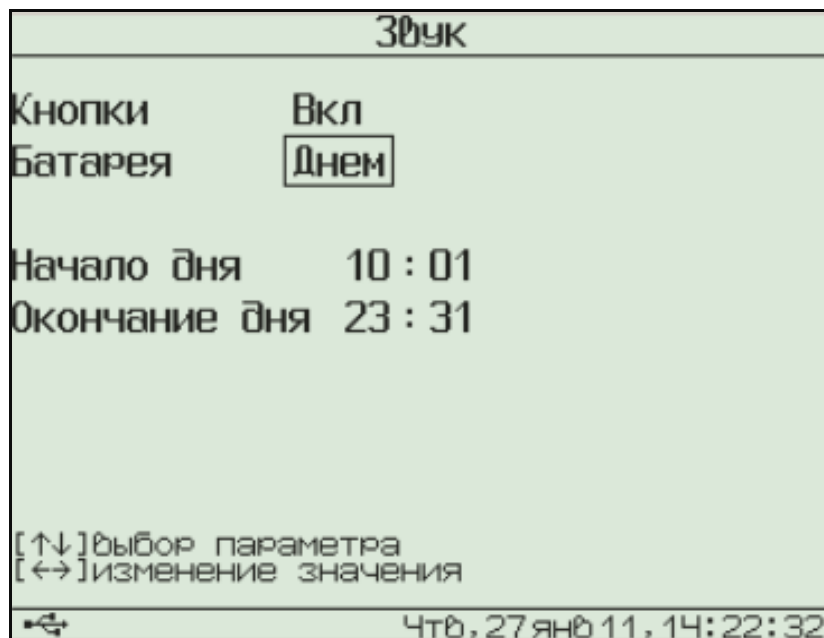 Звук
Кнопки Вкл
Батарея Днем
Начало дня 10:01
Окончание дня 23:31
[↑↓]выбор параметра
[←→]изменение значения
Чтв,27янв11,14:22:32